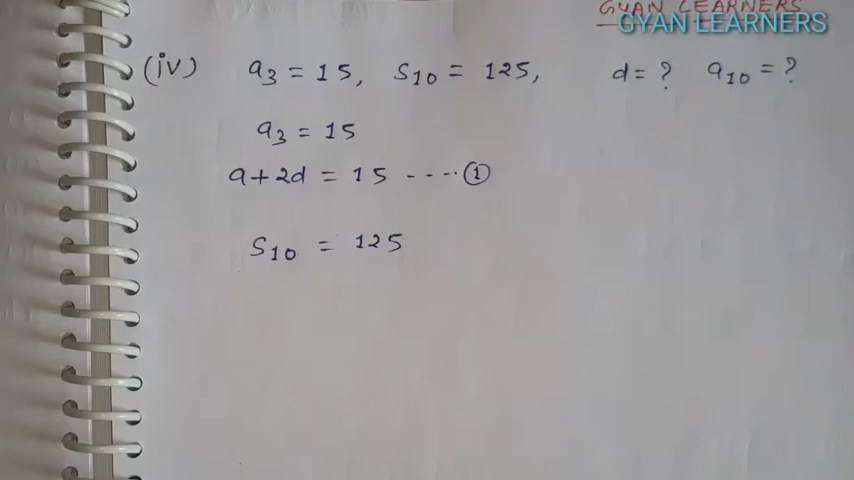 GYAN LEARNERS
GYAN LEARNERS
(iv) a₃ = 15, S₁₀ = 125, d = ? a₁₀ = ?
a₃ = 15
a + 2d = 15 ---- ①
S₁₀ = 125